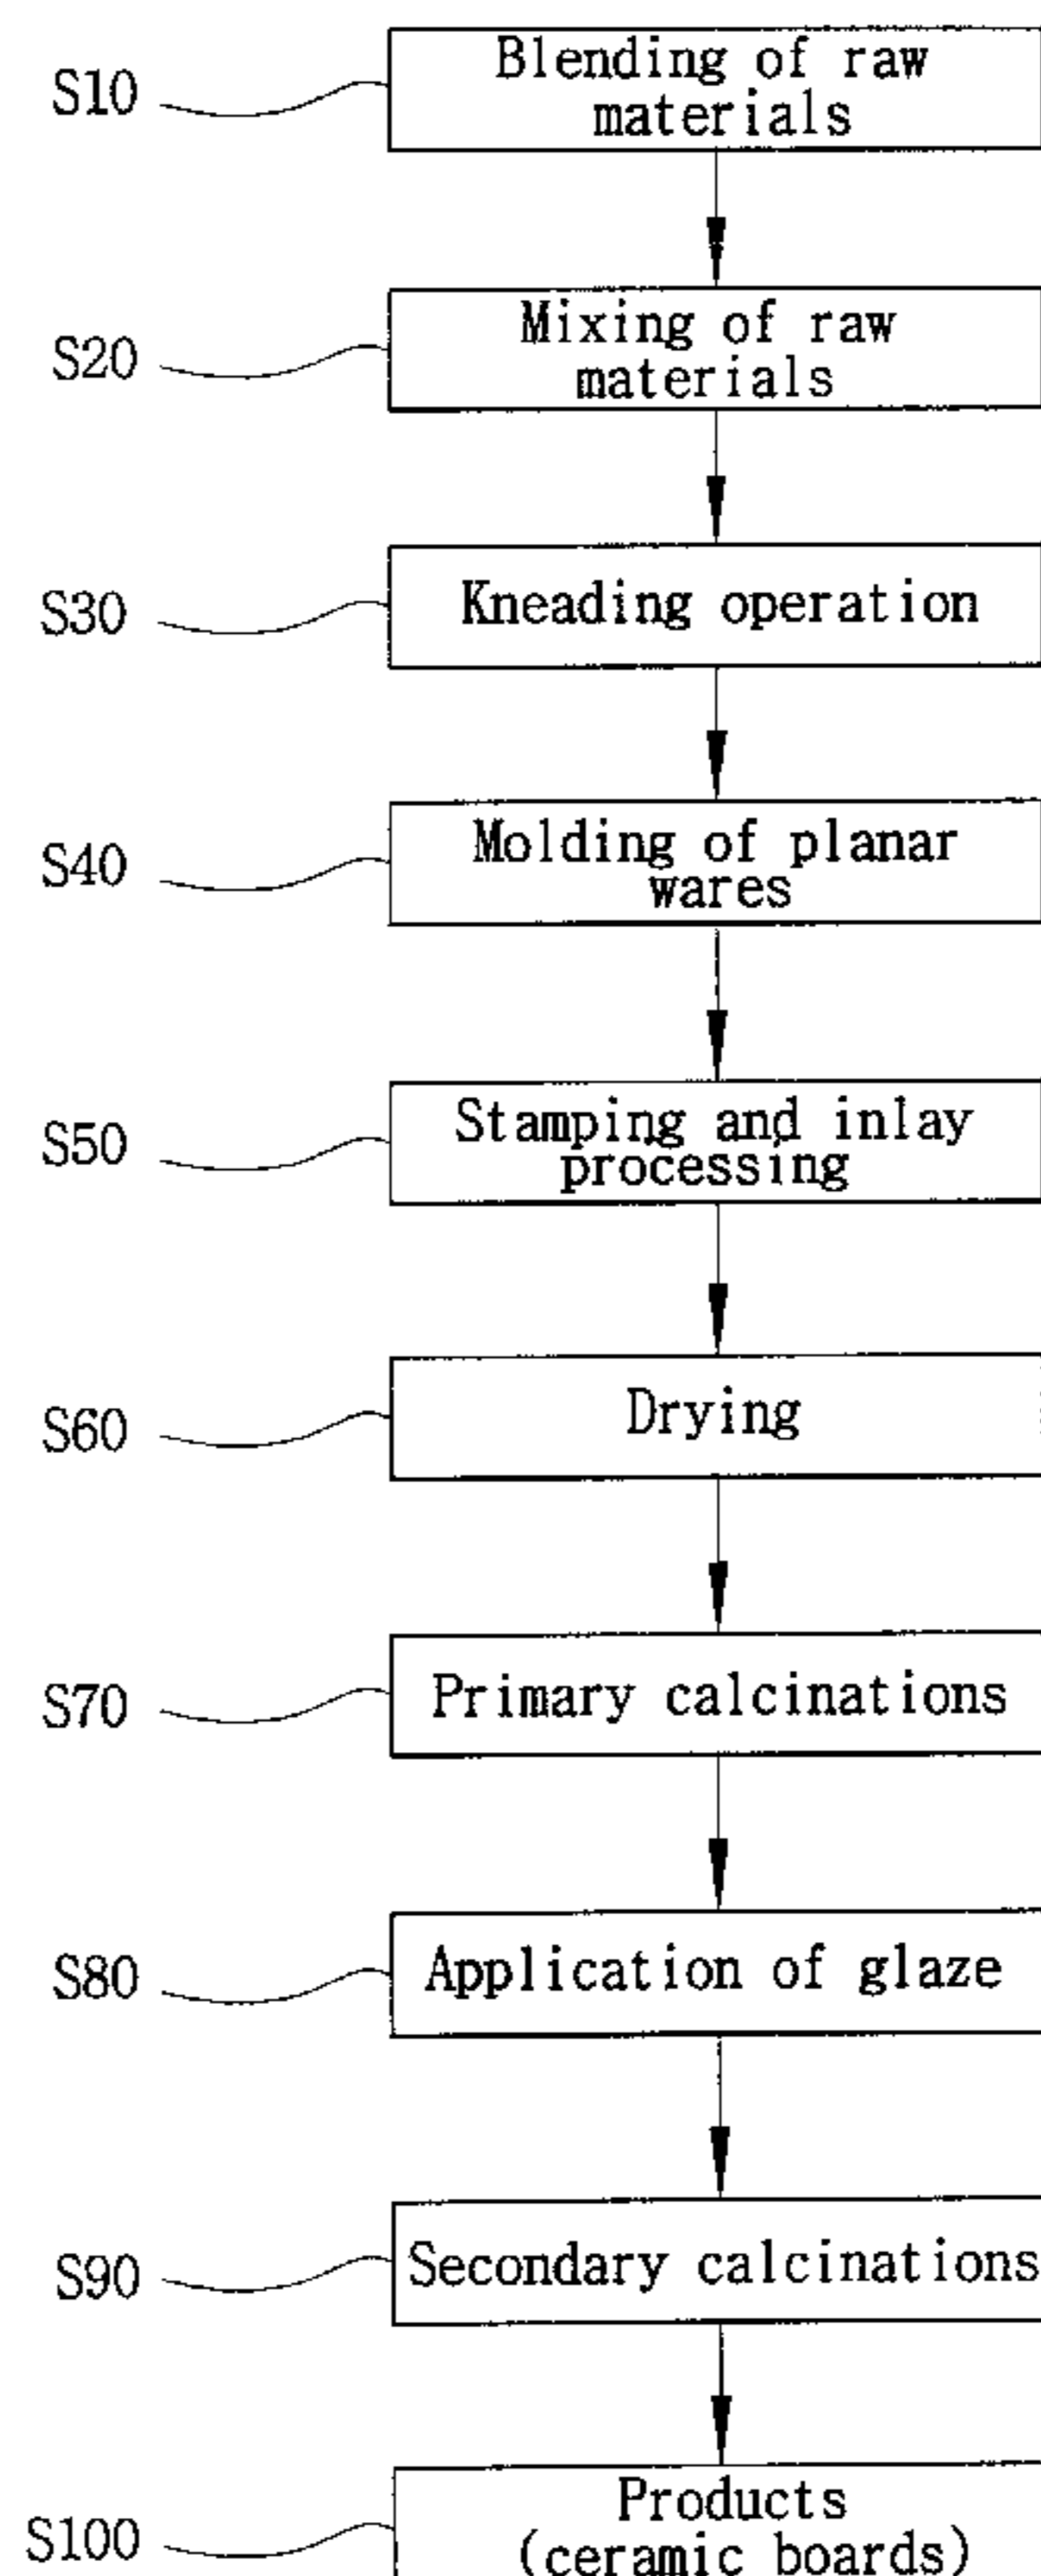 S10
Blending of raw
materials
S20
Mixing of raw
materials
S30
Kneading operation
S40
Molding of planar
wares
S50
Stamping and inlay
processing
S60
Drying
S70
Primary calcinations
S80
Application of glaze
S90
Secondary calcinations
S100
Products
(ceramic boards)